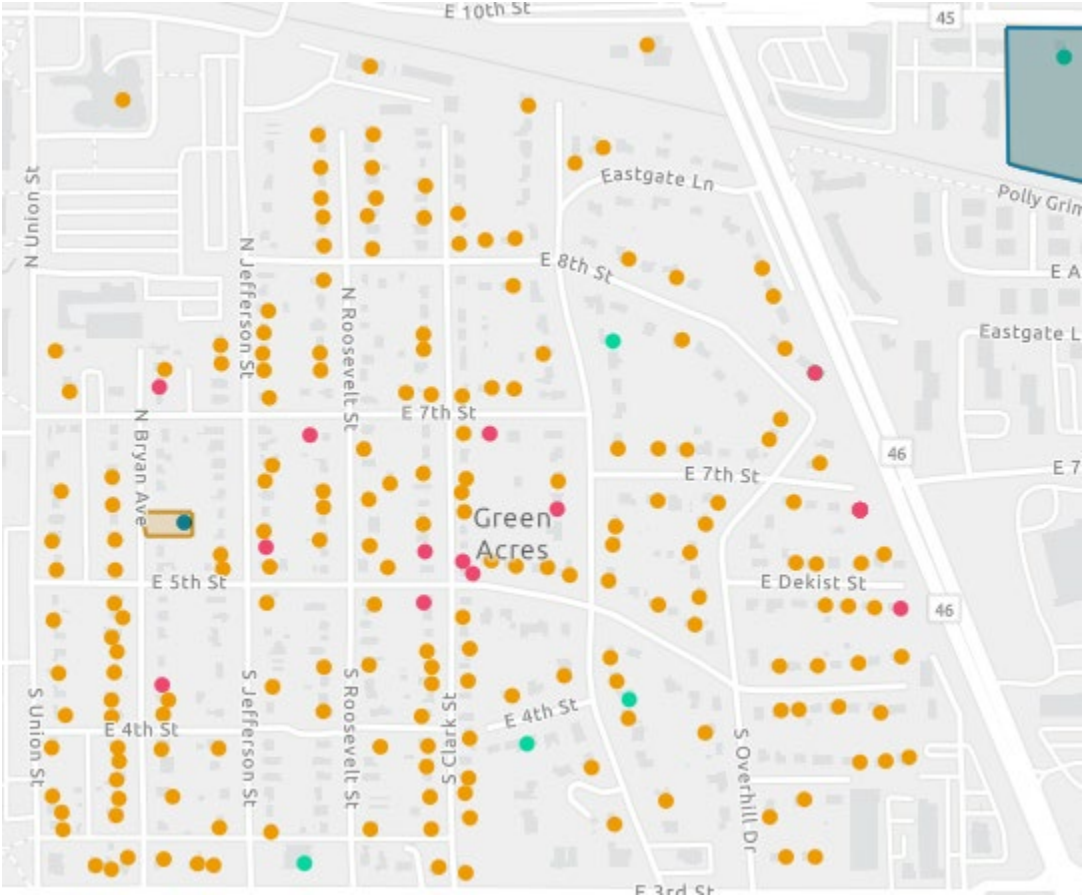 E 10th St
45
N Union St
Eastgate Ln
Polly Grim
N Jefferson St
E 8th St
E A
N Roosevelt St
Eastgate L
N Bryan Ave
E 7th St
46
E 7th St
E 7
Green
Acres
E 5th St
E Dekist St
46
S Union St
S Jefferson St
S Roosevelt St
S Clark St
E 4th St
E 4th St
S Overhill Dr
E 3rd St